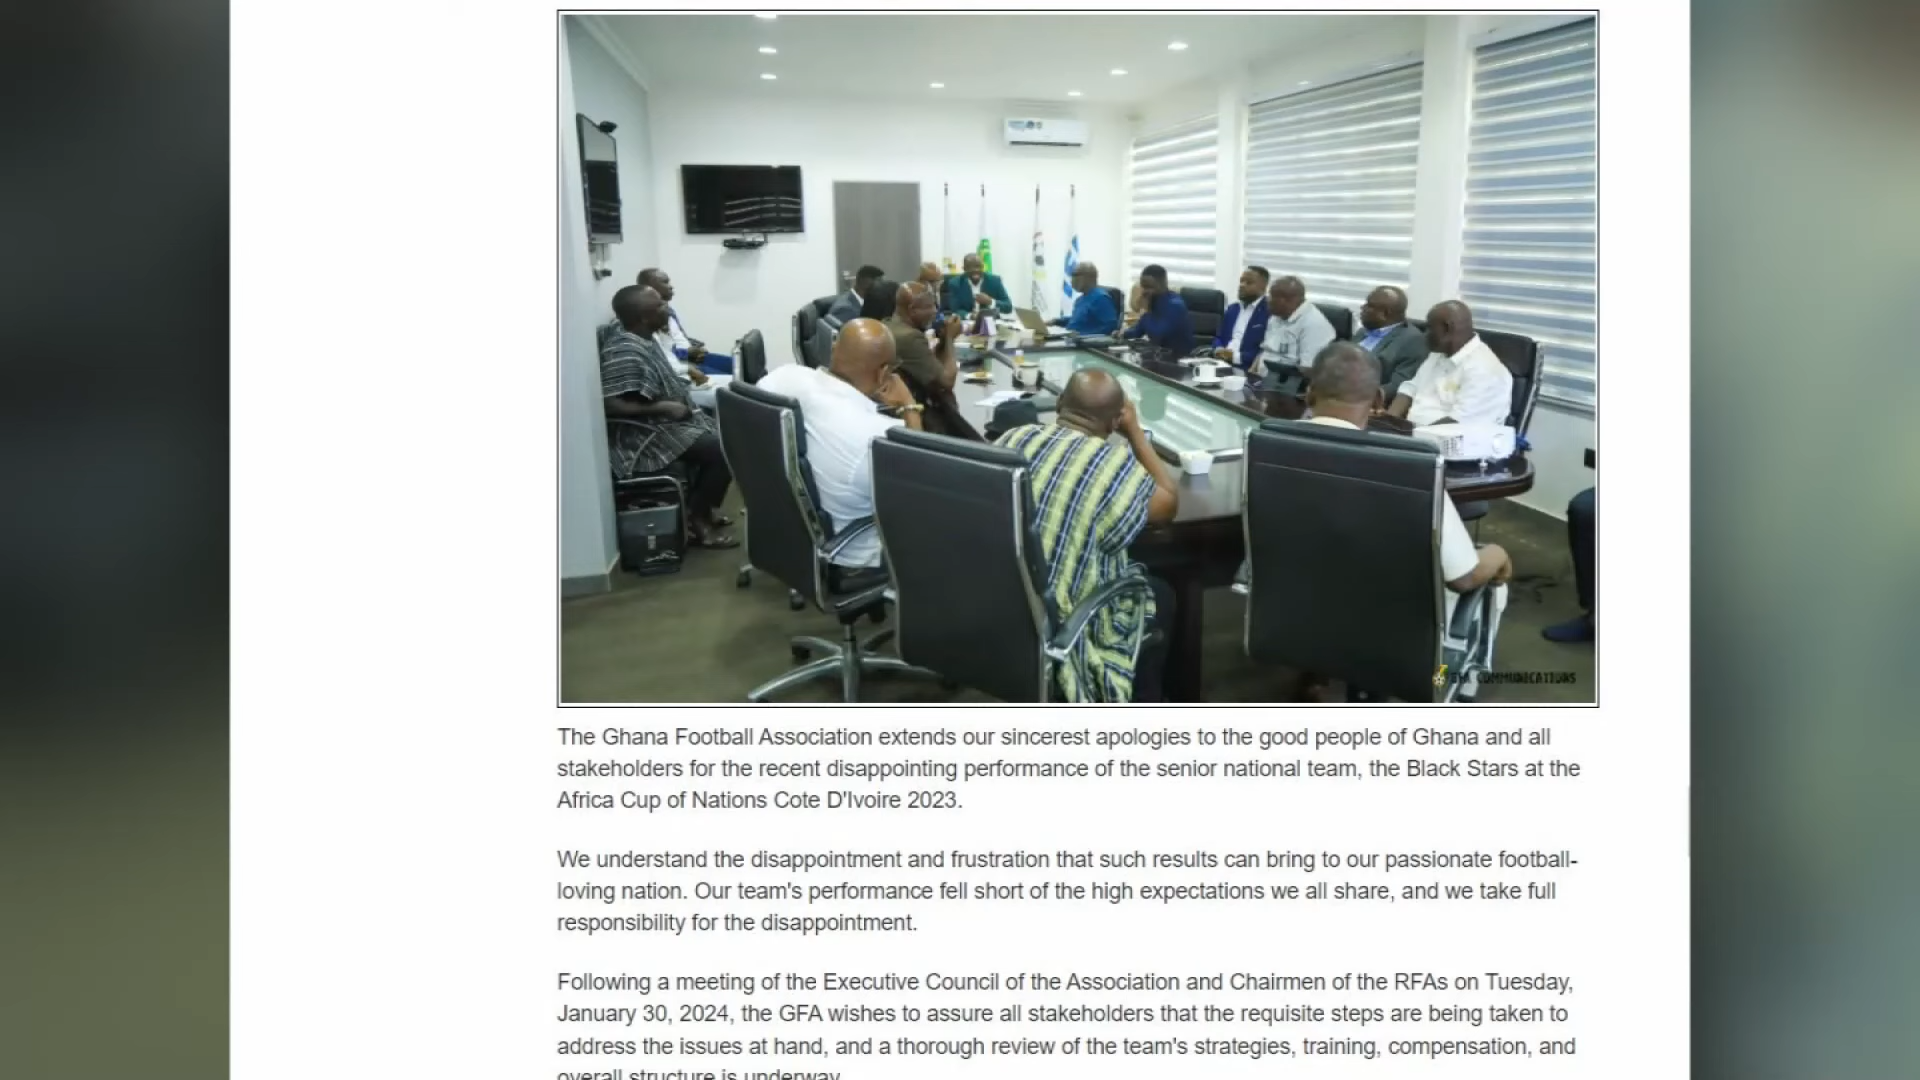 GFA COMMUNICATIONS
The Ghana Football Association extends our sincerest apologies to the good people of Ghana and all
stakeholders for the recent disappointing performance of the senior national team, the Black Stars at the
Africa Cup of Nations Cote D'Ivoire 2023.
We understand the disappointment and frustration that such results can bring to our passionate football-
loving nation. Our team's performance fell short of the high expectations we all share, and we take full
responsibility for the disappointment.
Following a meeting of the Executive Council of the Association and Chairmen of the RFAs on Tuesday,
January 30, 2024, the GFA wishes to assure all stakeholders that the requisite steps are being taken to
address the issues at hand, and a thorough review of the team's strategies, training, compensation, and
overall structure is underway.